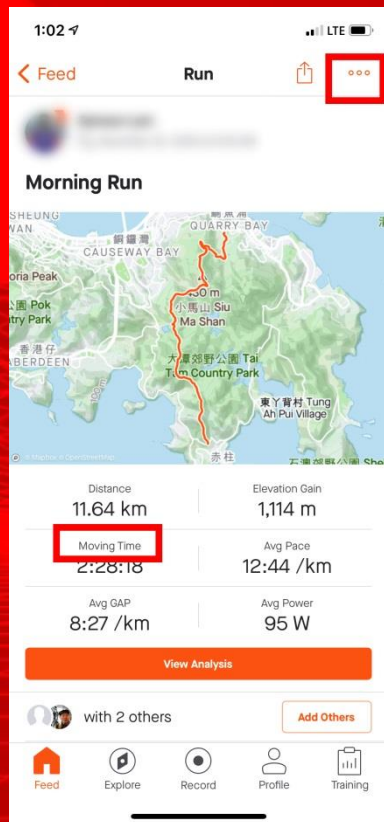 1:02
LTE
Feed
Run
Morning Run
SHEUNG
WAN
銅鑼灣
CAUSEWAY BAY
QUARRY BAY
oria Peak
園 Pok
try Park
小馬山 Siu
Ma Shan
香港仔
ABERDEEN
大潭郊野公園 Tai
Tam Country Park
東丫背村 Tung
Ah Pui Village
赤柱
© Mapbox © OpenStreetMap
Distance
11.64 km
Elevation Gain
1,114 m
Moving Time
2:28:18
Avg Pace
12:44 /km
Avg GAP
8:27 /km
Avg Power
95 W
View Analysis
with 2 others
Add Others
Feed
Explore
Record
Profile
Training